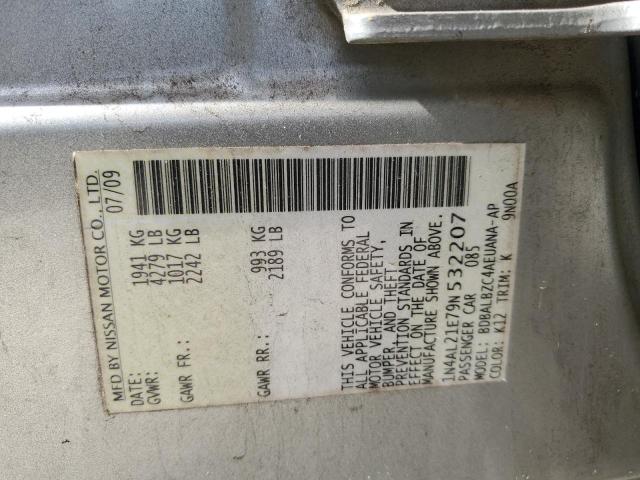 MFD BY NISSAN MOTOR CO., LTD.
DATE: 07/09
GVWR: 1941 KG
4279 LB
GAWR FR.: 1017 KG
2242 LB
GAWR RR.: 993 KG
2189 LB
THIS VEHICLE CONFORMS TO
ALL APPLICABLE FEDERAL
MOTOR VEHICLE SAFETY,
BUMPER, AND THEFT
PREVENTION STANDARDS IN
EFFECT ON THE DATE OF
MANUFACTURE SHOWN ABOVE.
1N4AL21E79N532207
PASSENGER CAR 085
MODEL: BDBALBZC4AEUANA-AP
COLOR: K12 TRIM: K 9N00A